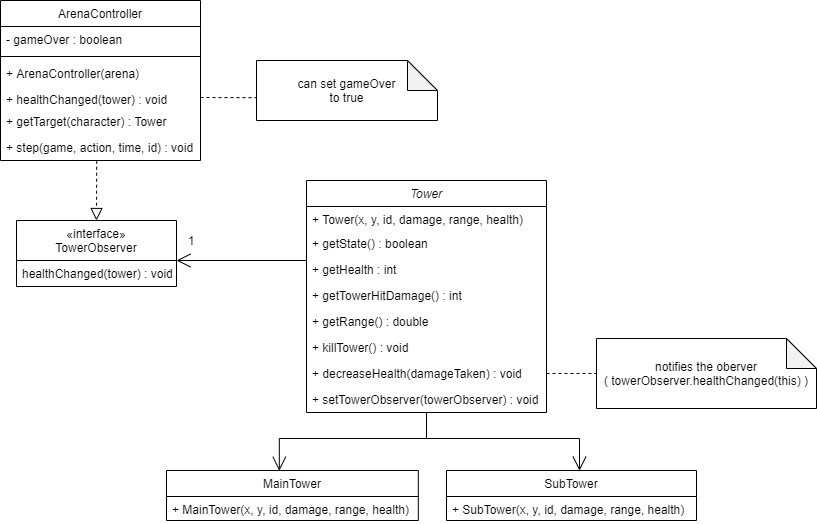 ArenaController
- gameOver : boolean
+ ArenaController(arena)
+ healthChanged(tower) : void
+ getTarget(character) : Tower
+ step(game, action, time, id) : void
can set gameOver
to true
«interface»
TowerObserver
healthChanged(tower) : void
1
Tower
+ Tower(x, y, id, damage, range, health)
+ getState() : boolean
+ getHealth : int
+ getTowerHitDamage() : int
+ getRange() : double
+ killTower() : void
+ decreaseHealth(damageTaken) : void
+ setTowerObserver(towerObserver) : void
notifies the oberver
( towerObserver.healthChanged(this) )
MainTower
+ MainTower(x, y, id, damage, range, health)
SubTower
+ SubTower(x, y, id, damage, range, health)